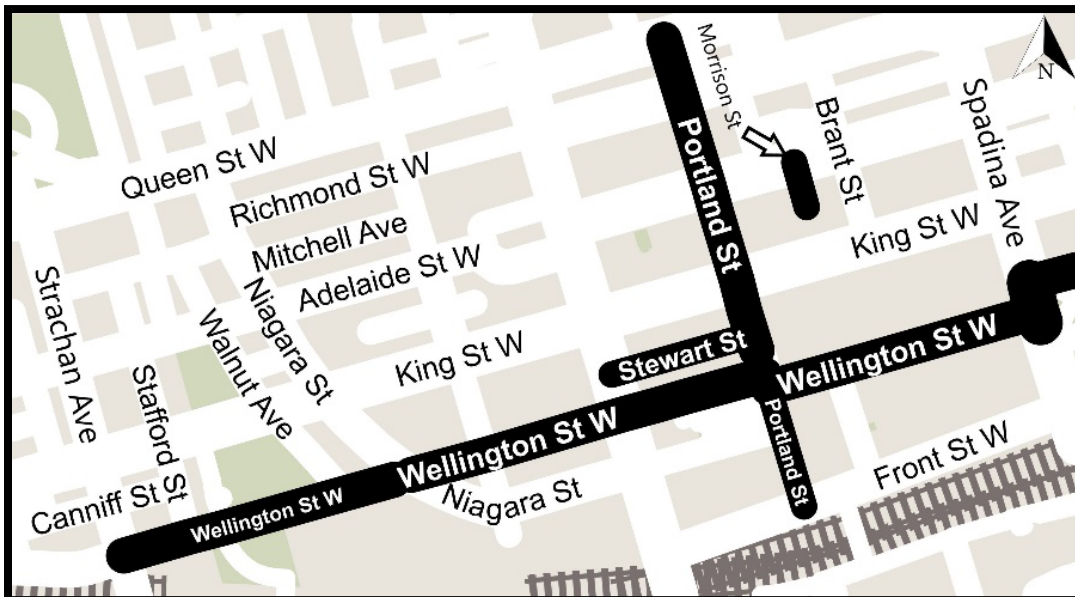 Morrison St
N
Portland St
Brant St
Spadina Ave
Queen St W
Richmond St W
Mitchell Ave
Adelaide St W
King St W
Strachan Ave
Niagara St
Walnut Ave
Stafford St
King St W
Stewart St
Wellington St W
Wellington St W
Portland St
Front St W
Canniff St
Wellington St W
Niagara St